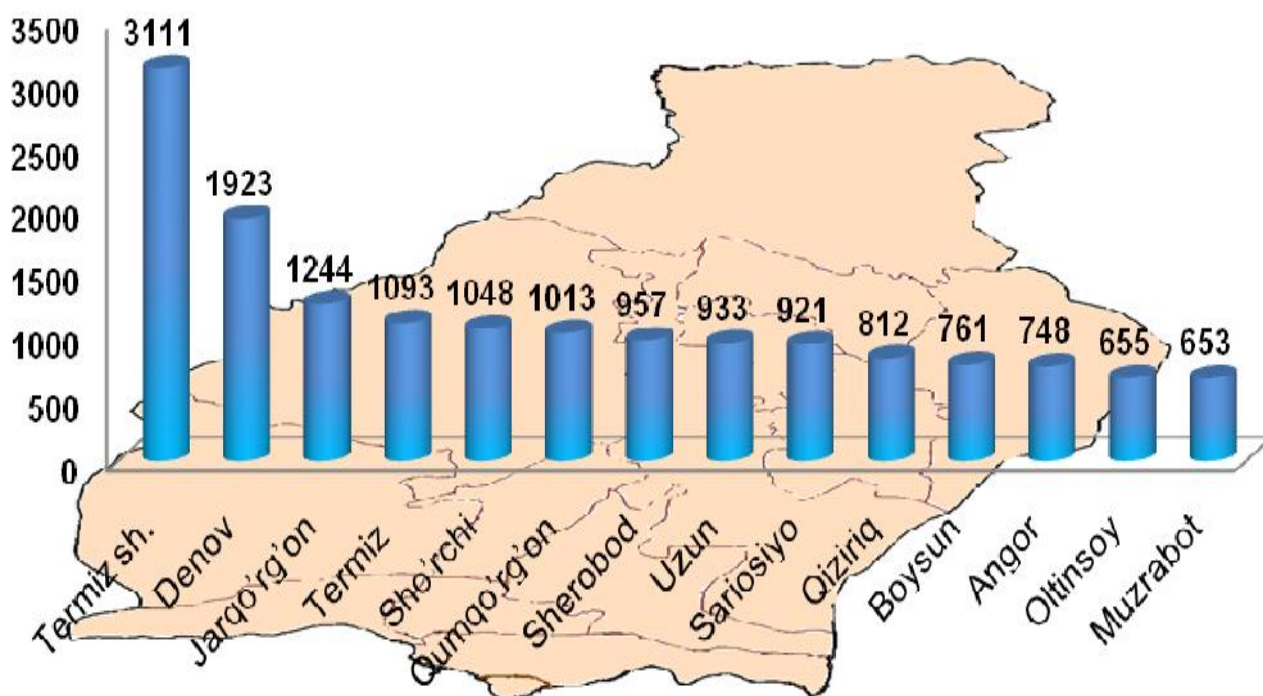 3500
3000
2500
2000
1500
1000
500
0
3111
1923
1244
1093
1048
1013
957
933
921
812
761
748
655
653
Termiz sh.
Denov
Jarqo'rg'on
Termiz
Sho'rchi
Qumqo'rg'on
Sherobod
Uzun
Sariosiyo
Qiziriq
Boysun
Angor
Oltinsoy
Muzrabot